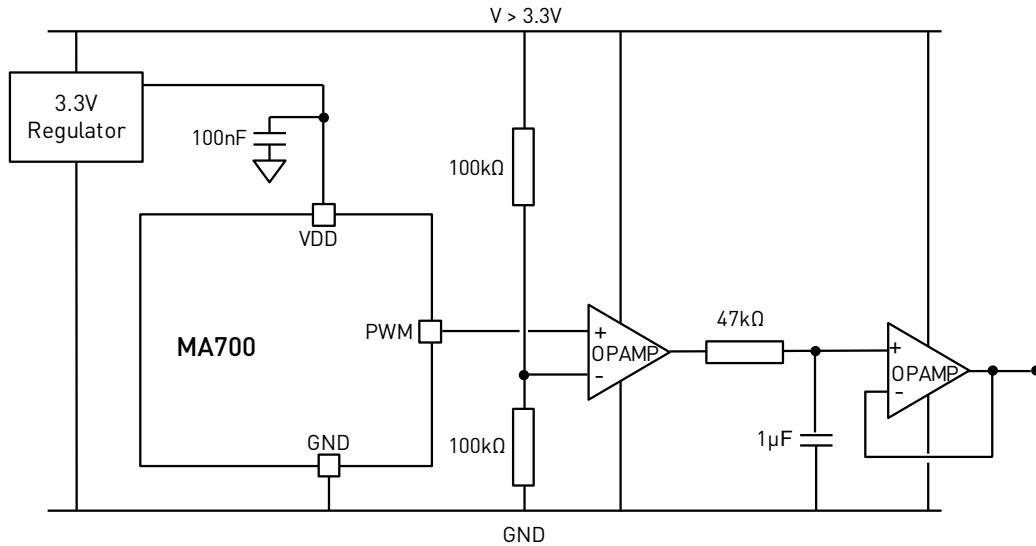 V > 3.3V
3.3V
Regulator
100nF
100kΩ
VDD
MA700
PWM
+
OPAMP
-
47kΩ
+
OPAMP
-
GND
100kΩ
1µF
GND